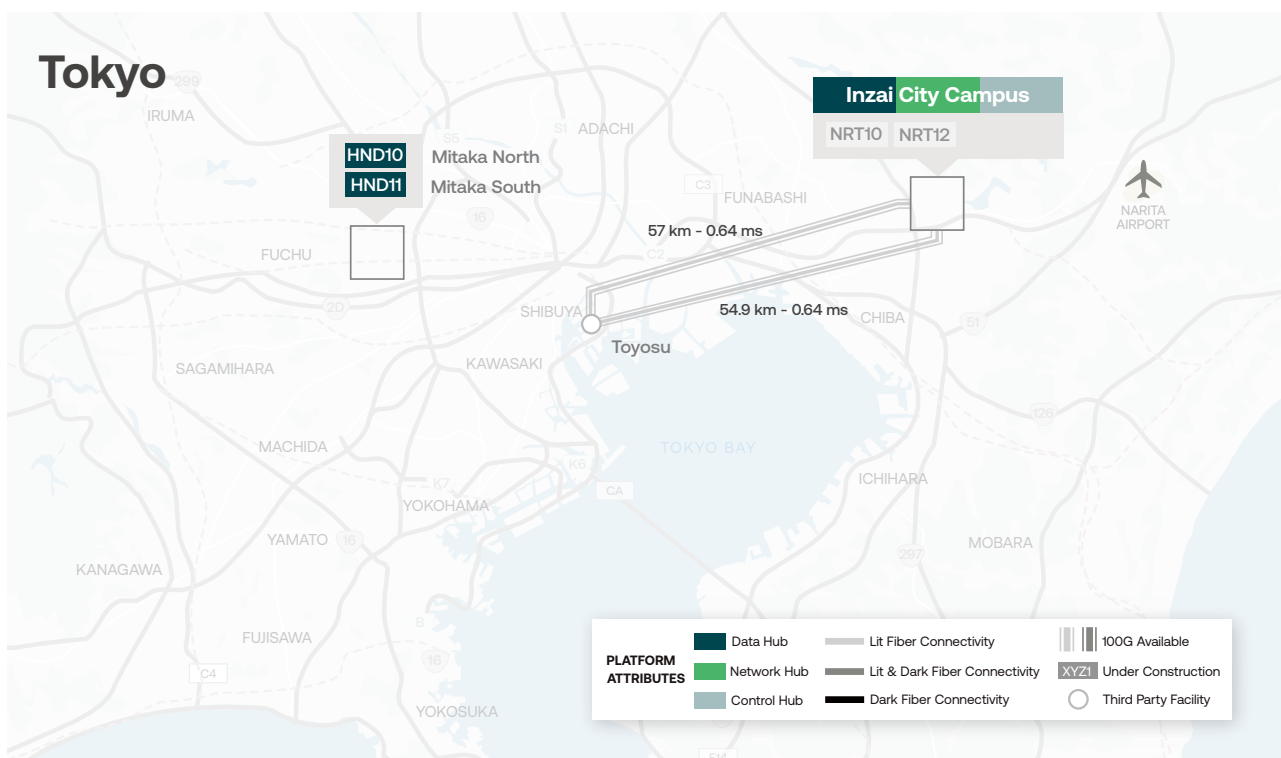 Tokyo
299
IRUMA
Inzai City Campus
NRT10 NRT12
S5
S1
ADACHI
HND10 Mitaka North
HND11 Mitaka South
C3
FUNABASHI
16
NARITA
AIRPORT
57 km - 0.64 ms
FUCHU
C2
2D
SHIBUYA
54.9 km - 0.64 ms
CHIBA
51
Toyosu
KAWASAKI
SAGAMIHARA
126
MACHIDA
TOKYO BAY
K6
K7
CA
ICHIHARA
YOKOHAMA
YAMATO
16
MOBARA
297
KANAGAWA
B
FUJISAWA
16
C4
YOKOSUKA
PLATFORM
ATTRIBUTES
Data Hub
Network Hub
Control Hub
Lit Fiber Connectivity
Lit & Dark Fiber Connectivity
Dark Fiber Connectivity
100G Available
XYZ1 Under Construction
Third Party Facility